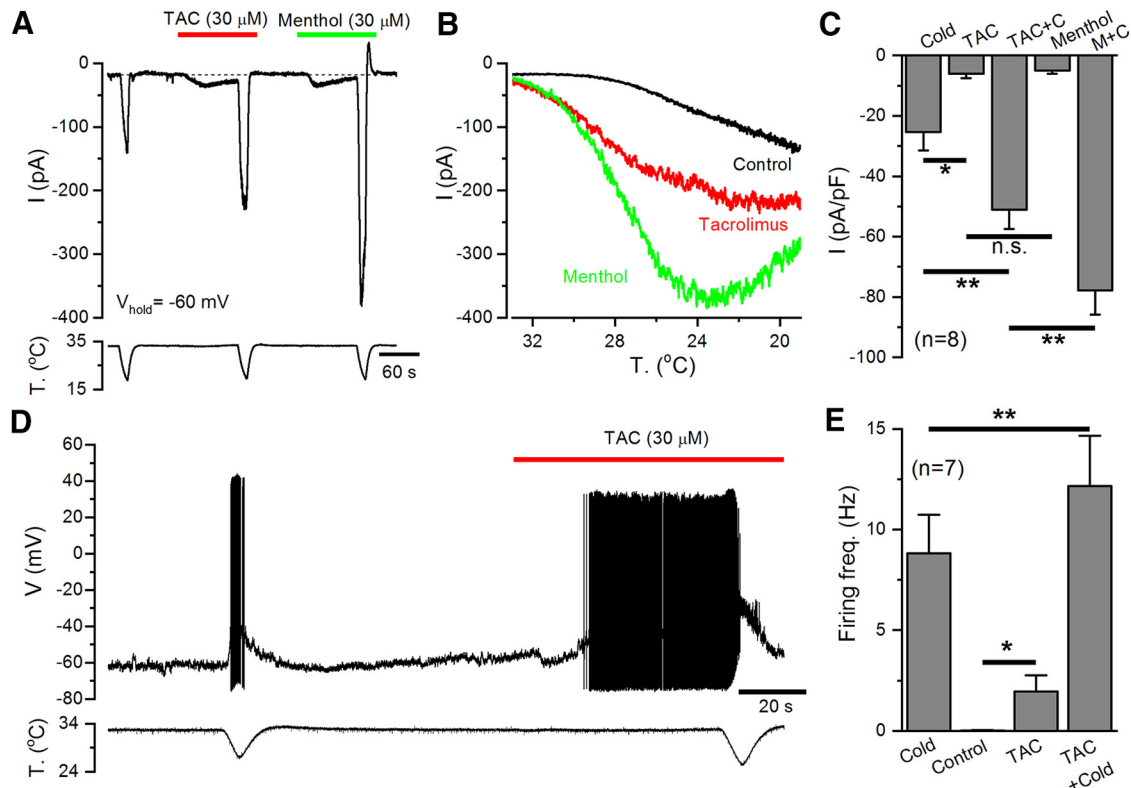 A
TAC (30 μM)
Menthol (30 μM)
0
-100
-200
-300
-400
I (pA)
Vhold= -60 mV
35
15
T. (°C)
60 s
B
0
-100
-200
-300
-400
I (pA)
Control
Tacrolimus
Menthol
32
28
24
20
T. (°C)
C
Cold
TAC
TAC+C
Menthol
M+C
0
-20
-40
-60
-80
-100
I (pA/pF)
*
n.s.
**
**
(n=8)
D
TAC (30 μM)
60
40
20
0
-20
-40
-60
-80
V (mV)
20 s
34
24
T. (°C)
E
15
10
5
0
Firing freq. (Hz)
**
(n=7)
*
Cold
Control
TAC
TAC
+Cold